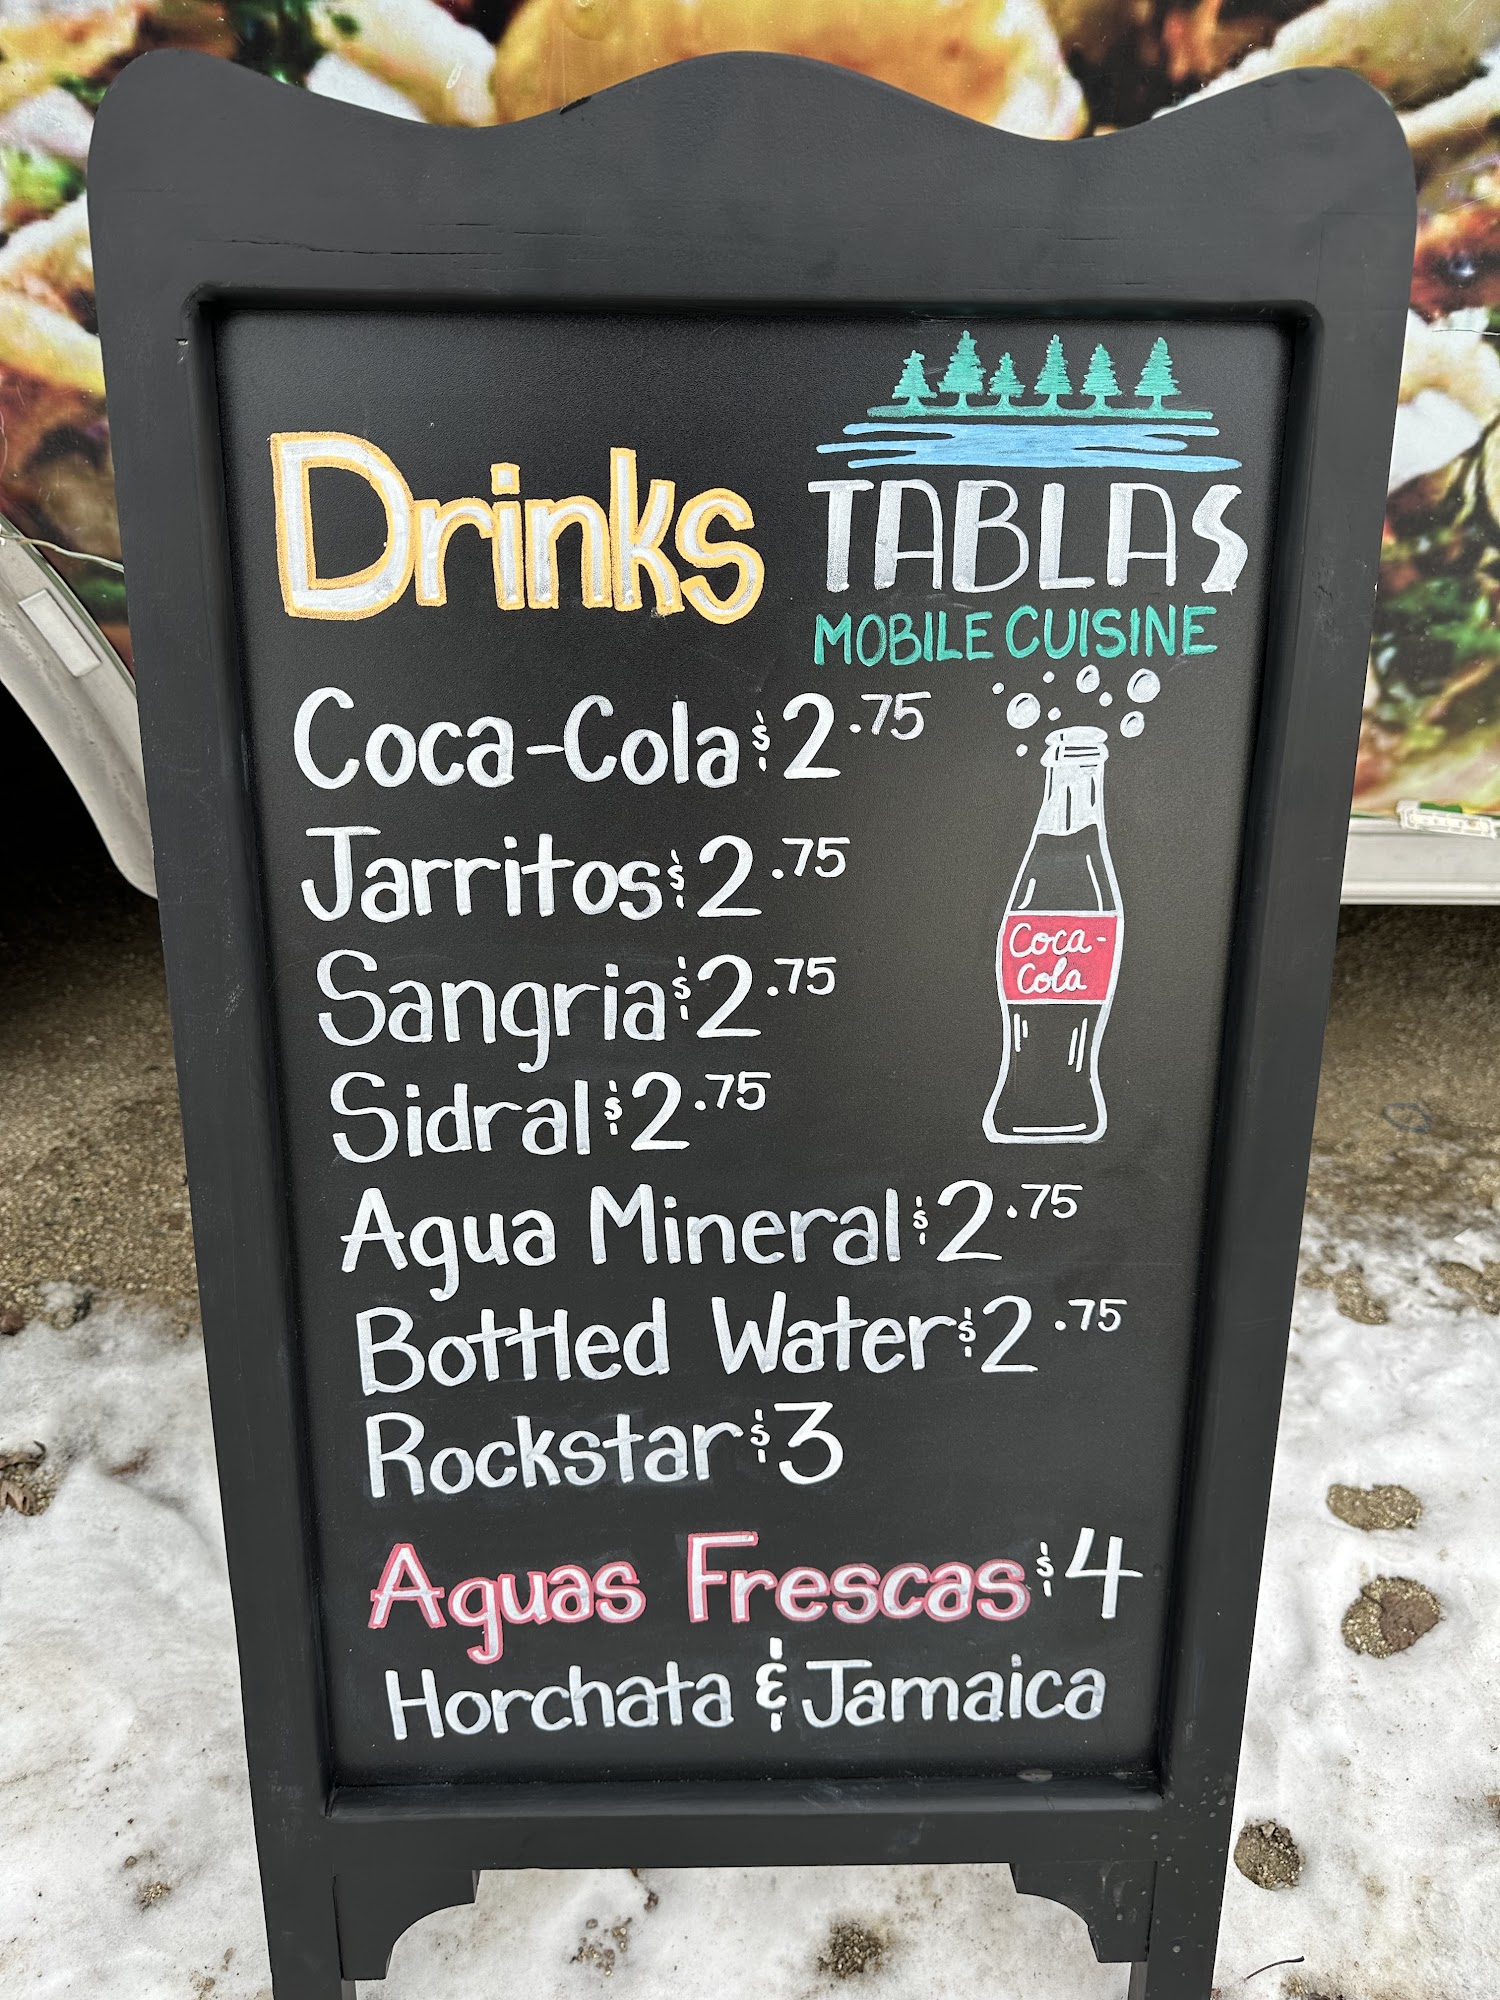 Drinks
TABLAS
MOBILE CUISINE
Coca-Cola $2.75
Jarritos $2.75
Sangria $2.75
Sidral $2.75
Agua Mineral $2.75
Bottled Water $2.75
Rockstar $3
Aguas Frescas $4
Horchata & Jamaica
Coca-
Cola